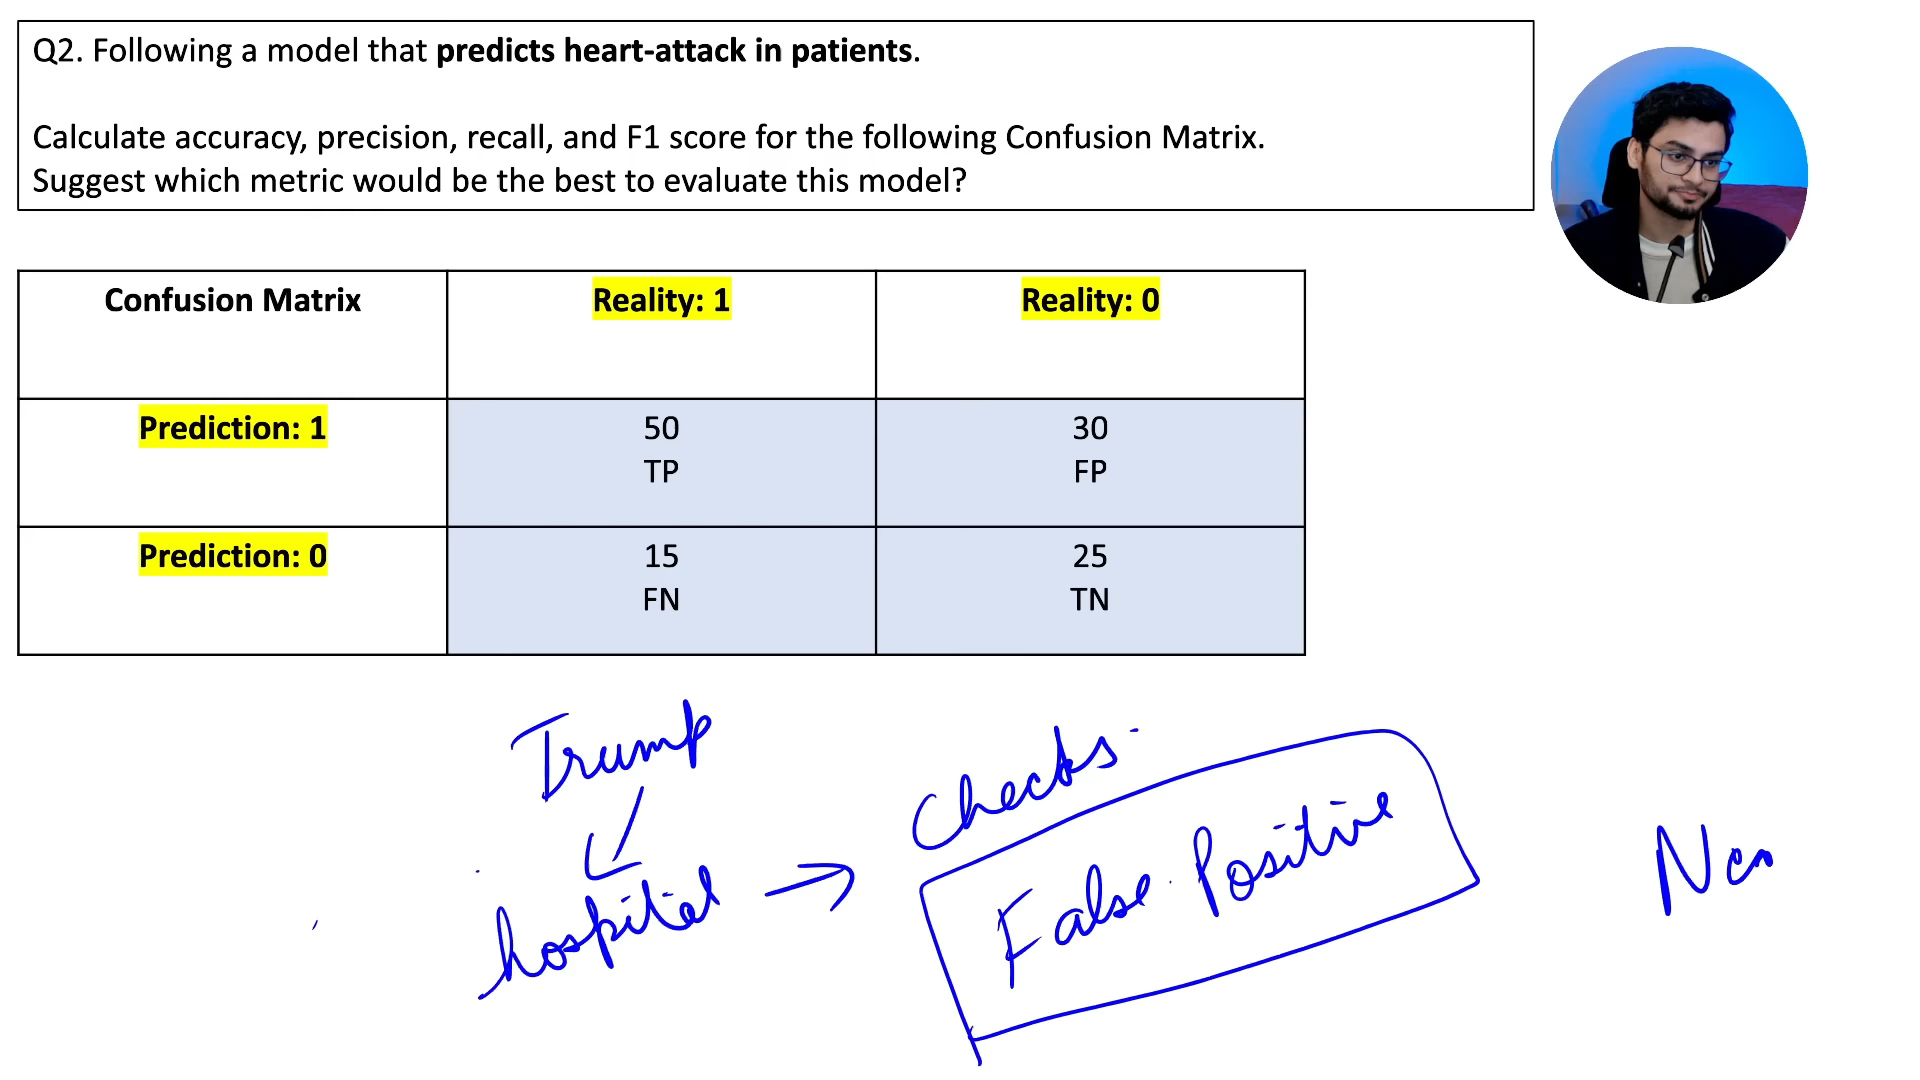 Q2. Following a model that predicts heart-attack in patients.
Calculate accuracy, precision, recall, and F1 score for the following Confusion Matrix.
Suggest which metric would be the best to evaluate this model?
Confusion Matrix
Reality: 1
Reality: 0
Prediction: 1
50
TP
30
FP
Prediction: 0
15
FN
25
TN
Trump
hospital
Checks.
False Positive